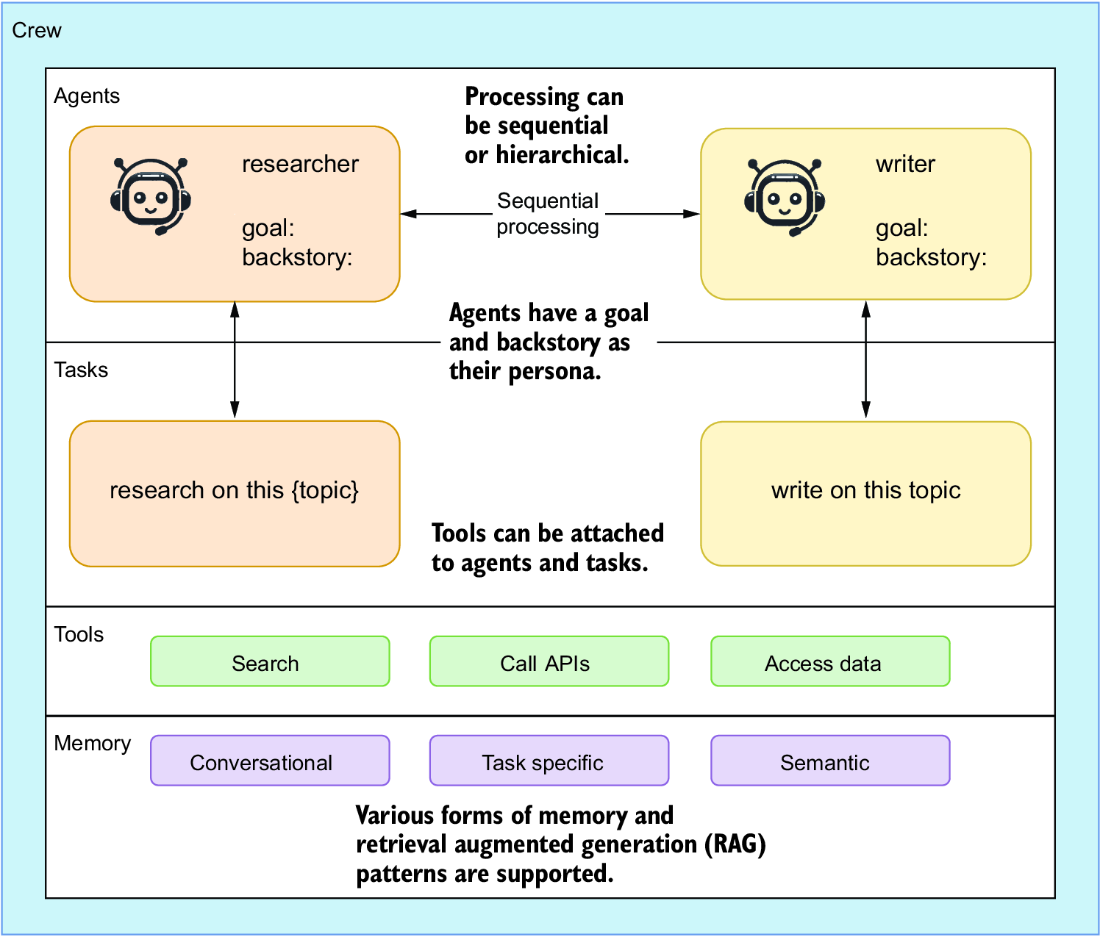 Crew
Agents
Processing can
be sequential
or hierarchical.
researcher
goal:
backstory:
Sequential
processing
writer
goal:
backstory:
Agents have a goal
and backstory as
their persona.
Tasks
research on this {topic}
write on this topic
Tools can be attached
to agents and tasks.
Tools
Search
Call APIs
Access data
Memory
Conversational
Task specific
Semantic
Various forms of memory and
retrieval augmented generation (RAG)
patterns are supported.